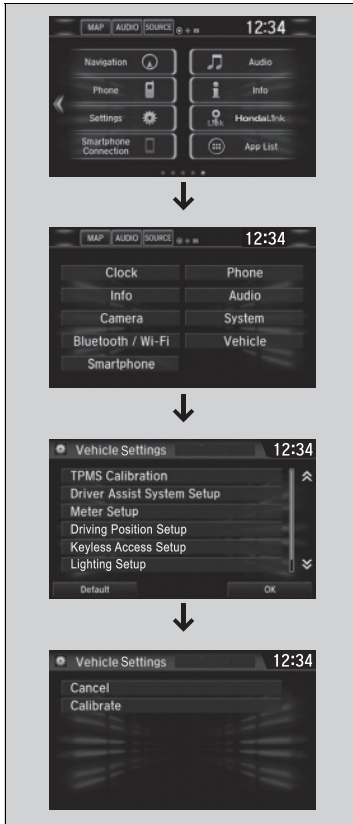 MAP AUDIO SOURCE 12:34
Navigation Audio
Phone Info
Settings Link HondaLink
Smartphone
Connection App List
MAP AUDIO SOURCE 12:34
Clock Phone
Info Audio
Camera System
Bluetooth / Wi-Fi Vehicle
Smartphone
Vehicle Settings 12:34
TPMS Calibration
Driver Assist System Setup
Meter Setup
Driving Position Setup
Keyless Access Setup
Lighting Setup
Default OK
Vehicle Settings 12:34
Cancel
Calibrate